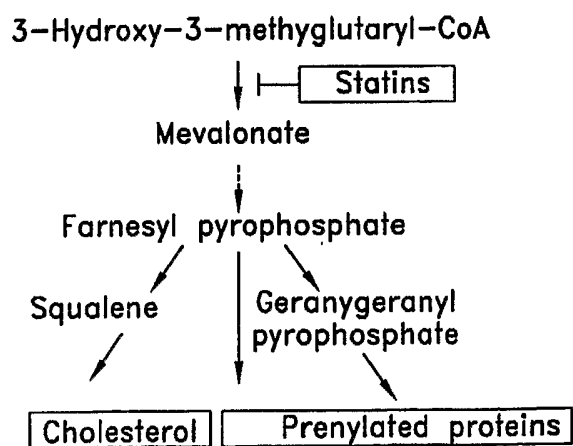 3-Hydroxy-3-methyglutaryl-CoA
Statins
Mevalonate
Farnesyl pyrophosphate
Squalene
Geranygeranyl
pyrophosphate
Cholesterol
Prenylated proteins